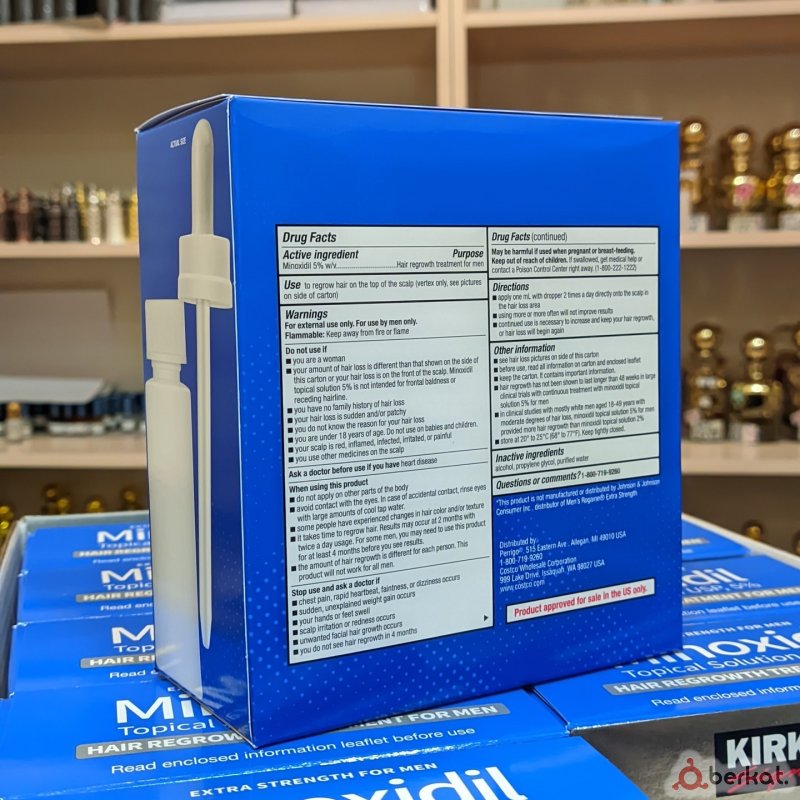 ACTUAL SIZE
Drug Facts
Active ingredient Purpose
Minoxidil 5% w/v Hair regrowth treatment for men
Use to regrow hair on the top of the scalp (vertex only, see pictures
on side of carton)
Warnings
For external use only. For use by men only.
Flammable: Keep away from fire or flame
Do not use if
■ you are a woman
■ your amount of hair loss is different than that shown on the side of
this carton or your hair loss is on the front of the scalp. Minoxidil
topical solution 5% is not intended for frontal baldness or
receding hairline.
■ you have no family history of hair loss
■ your hair loss is sudden and/or patchy
■ you do not know the reason for your hair loss
■ you are under 18 years of age. Do not use on babies and children.
■ your scalp is red, inflamed, infected, irritated, or painful
■ you use other medicines on the scalp
Ask a doctor before use if you have heart disease
When using this product
■ do not apply on other parts of the body
■ avoid contact with the eyes. In case of accidental contact, rinse eyes
with large amounts of cool tap water.
■ some people have experienced changes in hair color and/or texture
■ it takes time to regrow hair. Results may occur at 2 months with
twice a day usage. For some men, you may need to use this product
for at least 4 months before you see results.
■ the amount of hair regrowth is different for each person. This
product will not work for all men.
Stop use and ask a doctor if
■ chest pain, rapid heartbeat, faintness, or dizziness occurs
■ sudden, unexplained weight gain occurs
■ your hands or feet swell
■ scalp irritation or redness occurs
■ unwanted facial hair growth occurs
■ you do not see hair regrowth in 4 months
Drug Facts (continued)
May be harmful if used when pregnant or breast-feeding.
Keep out of reach of children. If swallowed, get medical help or
contact a Poison Control Center right away. (1-800-222-1222)
Directions
■ apply one mL with dropper 2 times a day directly onto the scalp in
the hair loss area
■ using more or more often will not improve results
■ continued use is necessary to increase and keep your hair regrowth,
or hair loss will begin again
Other information
■ see hair loss pictures on side of this carton
■ before use, read all information on carton and enclosed leaflet
■ keep the carton. It contains important information.
■ hair regrowth has not been shown to last longer than 48 weeks in large
clinical trials with continuous treatment with minoxidil topical
solution 5% for men
■ in clinical studies with mostly white men aged 18-49 years with
moderate degrees of hair loss, minoxidil topical solution 5% for men
provided more hair regrowth than minoxidil topical solution 2%
■ store at 20° to 25°C (68° to 77°F). Keep tightly closed.
Inactive ingredients
alcohol, propylene glycol, purified water
Questions or comments? 1-800-719-9260
*This product is not manufactured or distributed by Johnson & Johnson
Consumer Inc., distributor of Men's Rogaine® Extra Strength
Distributed by:
Perrigo®, 515 Eastern Ave., Allegan, MI 49010 USA
1-800-719-9260
Costco Wholesale Corporation
999 Lake Drive, Issaquah, WA 98027 USA
www.costco.com
Product approved for sale in the US only.
Topical
HAIR REGROW
Read en
HAIR REGROW
Read e
HAIR RE
Read
EX
Topical
HAIR REGROW TMENT FOR MEN
Read enclosed information leaflet before use
EXTRA STRENGTH FOR MEN
Minoxidil
RENGTH FOR MEN
Minoxi
Topical Solution
HAIR REGROWTH TRE
Read enclosed inform
KIRK
berkat.